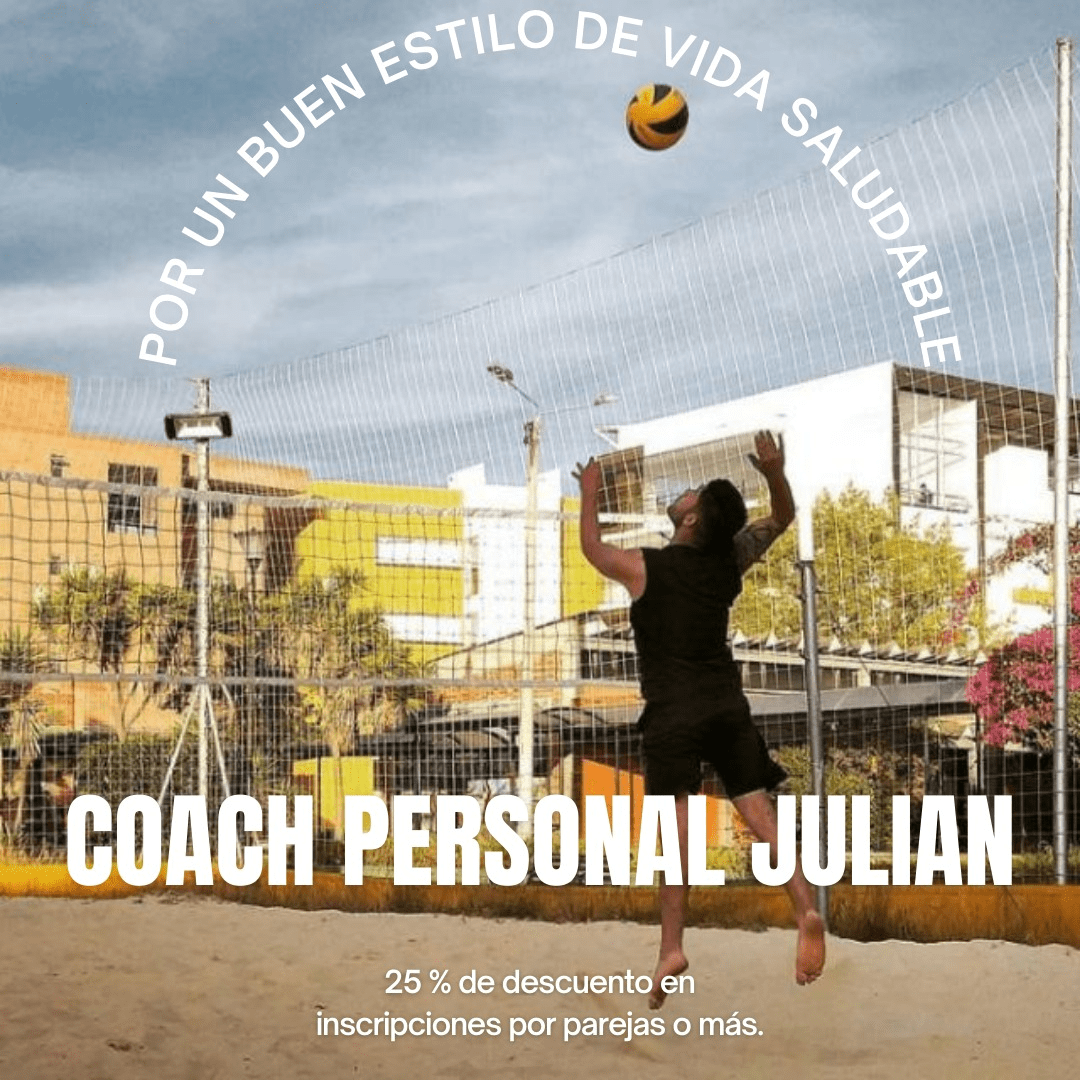 POR UN BUEN ESTILO DE VIDA SALUDABLE
COACH PERSONAL JULIAN
25 % de descuento en
inscripciones por parejas o más.